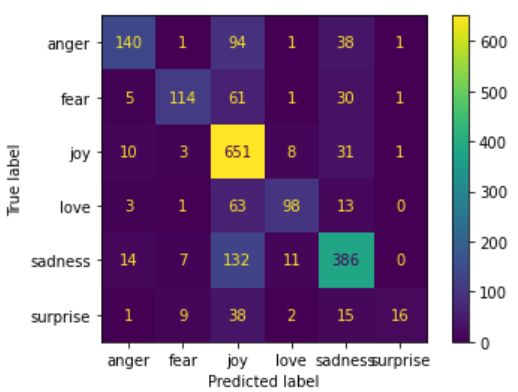 anger 140 1 94 1 38 1
fear 5 114 61 1 30 1
joy 10 3 651 8 31 1
love 3 1 63 98 13 0
sadness 14 7 132 11 386 0
surprise 1 9 38 2 15 16
anger fear joy love sadness surprise
Predicted label
True label
600
500
400
300
200
100
0